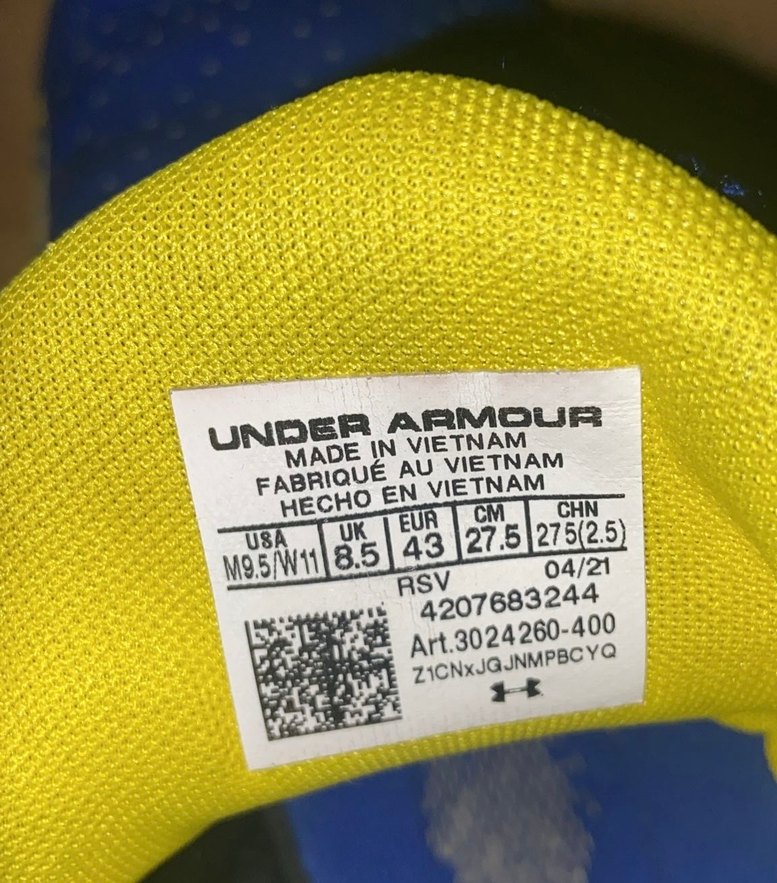 UNDER ARMOUR
MADE IN VIETNAM
FABRIQUÉ AU VIETNAM
HECHO EN VIETNAM
USA UK EUR CM CHN
M9.5/W11 8.5 43 27.5 275(2.5)
RSV 04/21
4207683244
Art.3024260-400
Z1CNxJGJNMPBCYQ